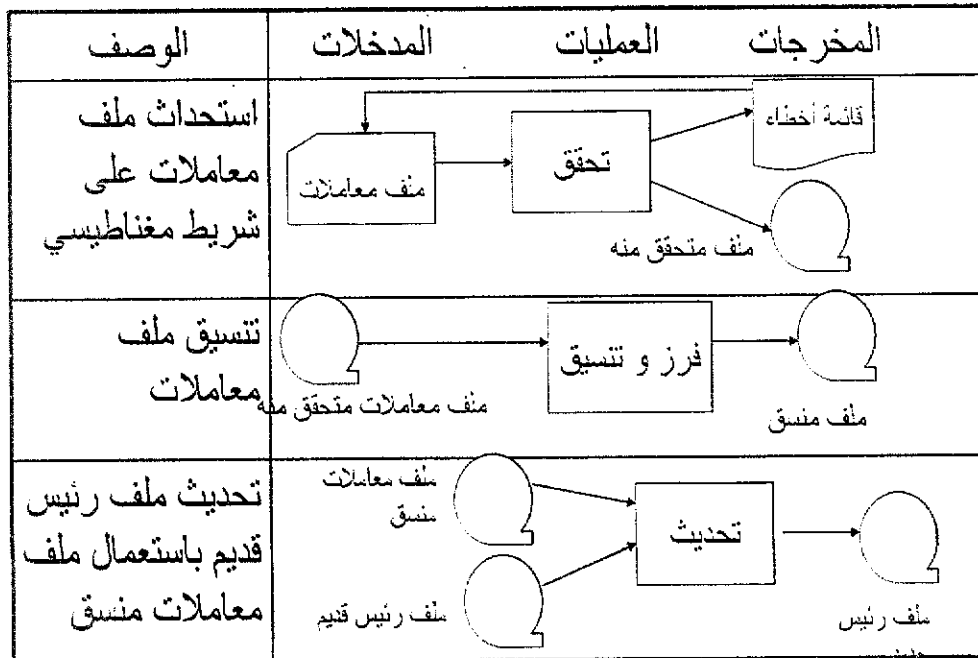 الوصف
المدخلات
العمليات
المخرجات
استحداث ملف
معاملات على
شريط مغناطيسي
ملف معاملات
تحقق
قائمة أخطاء
ملف متحقق منه
تنسيق ملف
معاملات
ملف معاملات متحقق منه
فرز و تنسيق
ملف منسق
تحديث ملف رئيس
قديم باستعمال ملف
معاملات منسق
ملف معاملات
منسق
ملف رئيس قديم
تحديث
ملف رئيس